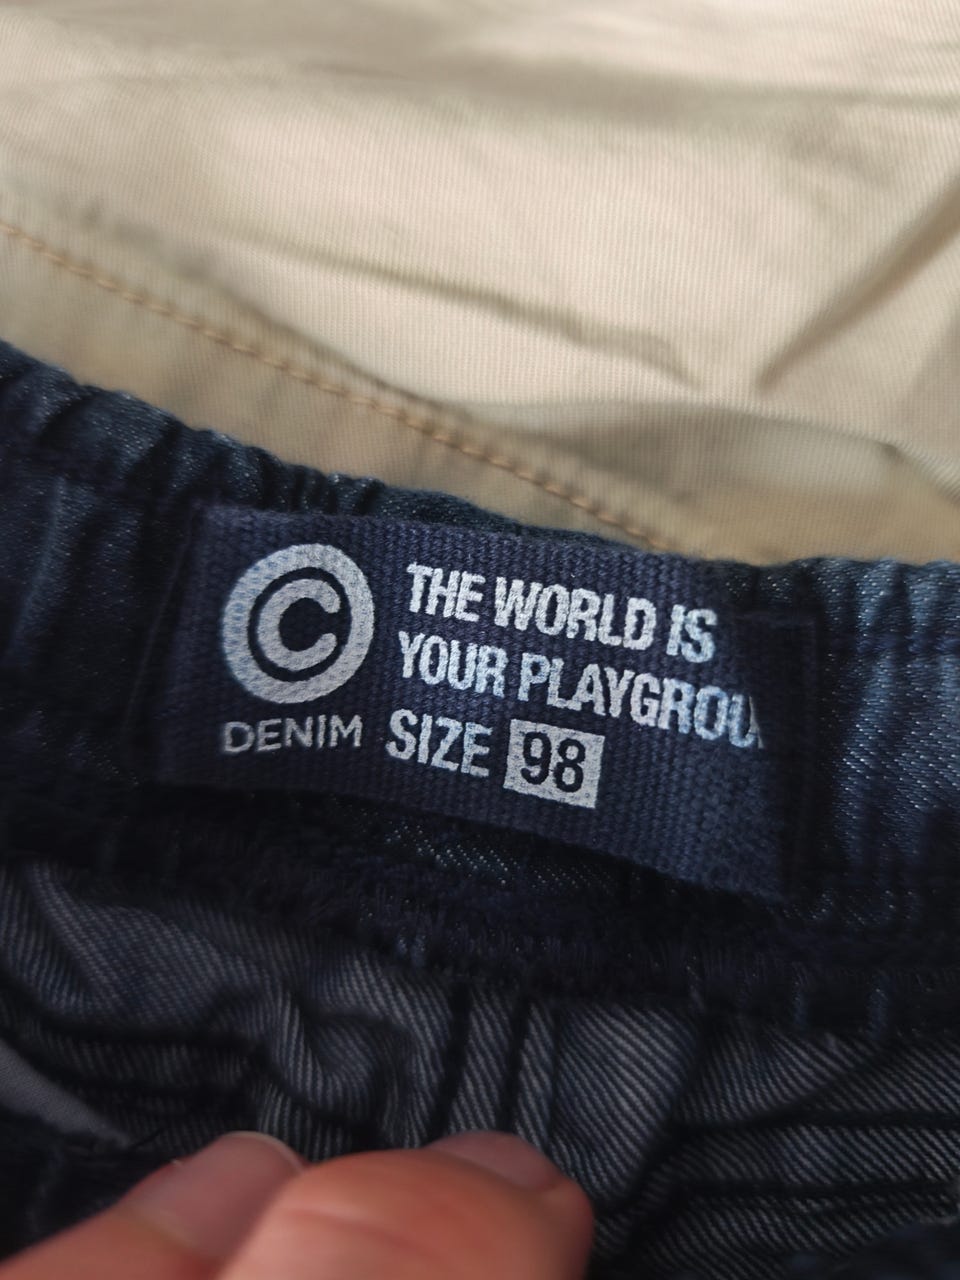 ©
DENIM
THE WORLD IS
YOUR PLAYGROU
SIZE 98